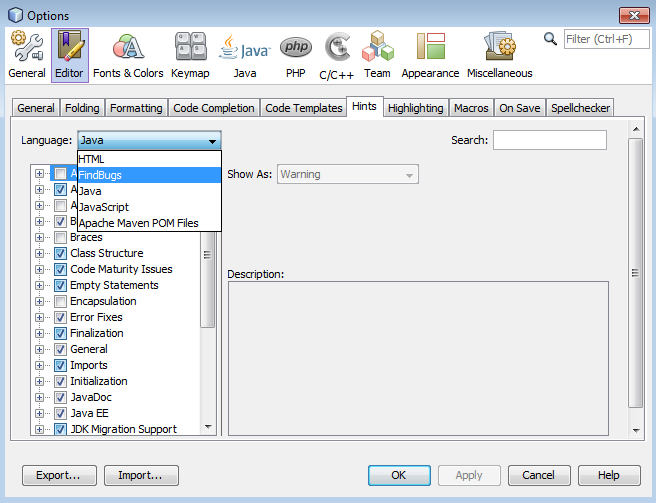 Options
General
Editor
Fonts & Colors
Keymap
Java
Java
php
PHP
C/C++
Team
Appearance
Miscellaneous
Filter (Ctrl+F)
General
Folding
Formatting
Code Completion
Code Templates
Hints
Highlighting
Macros
On Save
Spellchecker
Language:
Java
Search:
HTML
FindBugs
Java
JavaScript
Apache Maven POM Files
A
A
A
B
Braces
Class Structure
Code Maturity Issues
Empty Statements
Encapsulation
Error Fixes
Finalization
General
Imports
Initialization
JavaDoc
Java EE
JDK Migration Support
Show As:
Warning
Description:
Export...
Import...
OK
Apply
Cancel
Help